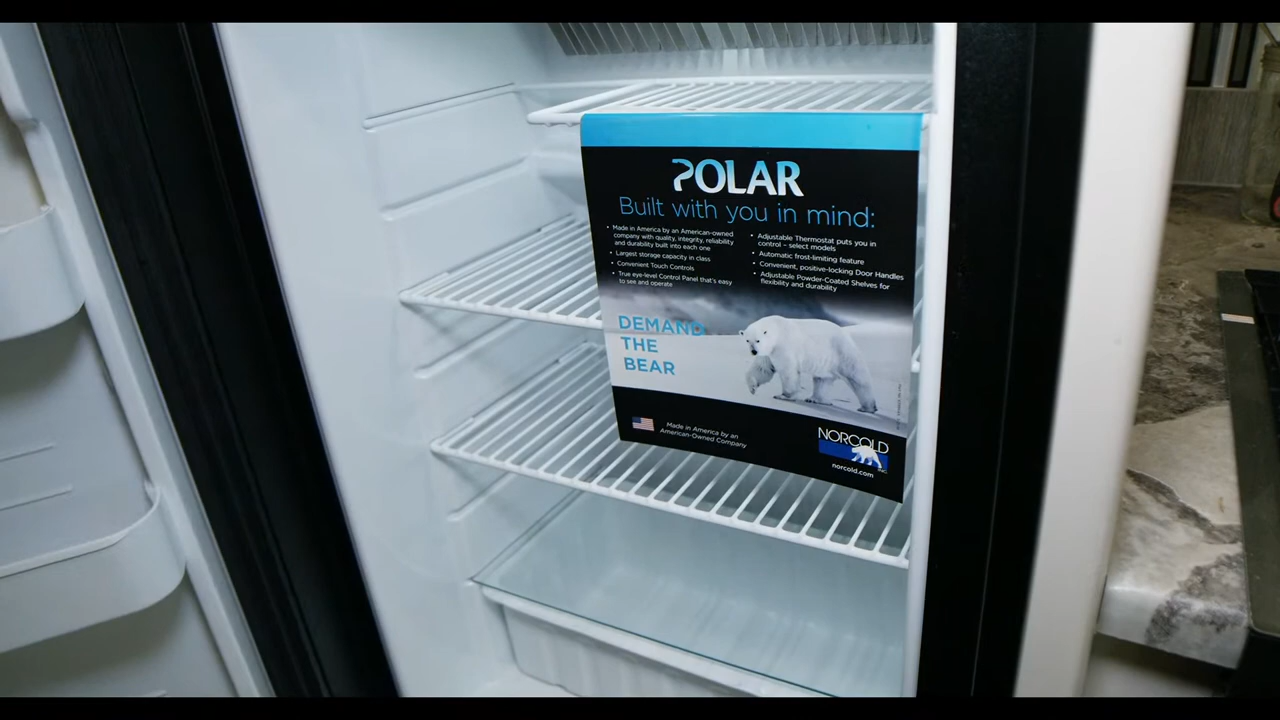 POLAR
Built with you in mind:
• Made in America by an American-owned
company with quality, integrity, reliability
and durability built into each one
• Largest storage capacity in class
• Convenient Touch Controls
• True eye-level Control Panel that's easy
to see and operate
• Adjustable Thermostat puts you in
control – select models
• Automatic frost-limiting feature
• Convenient, positive-locking Door Handles
• Adjustable Powder-Coated Shelves for
flexibility and durability
DEMAND
THE
BEAR
Made in America by an
American-Owned Company
NORCOLD
INC.
norcold.com